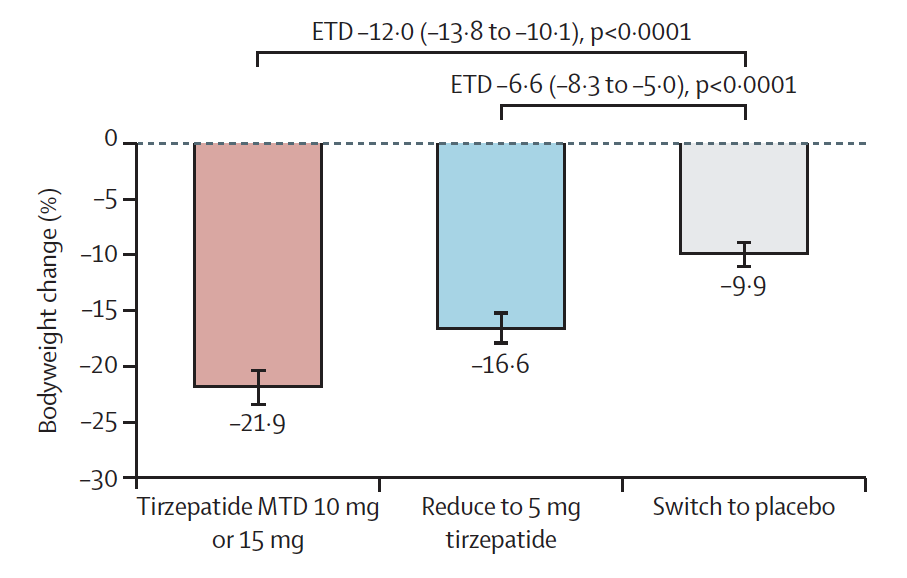 ETD –12·0 (–13·8 to –10·1), p<0·0001
ETD –6·6 (–8·3 to –5·0), p<0·0001
Bodyweight change (%)
0
–5
–10
–15
–20
–25
–30
–21·9
–16·6
–9·9
Tirzepatide MTD 10 mg
or 15 mg
Reduce to 5 mg
tirzepatide
Switch to placebo